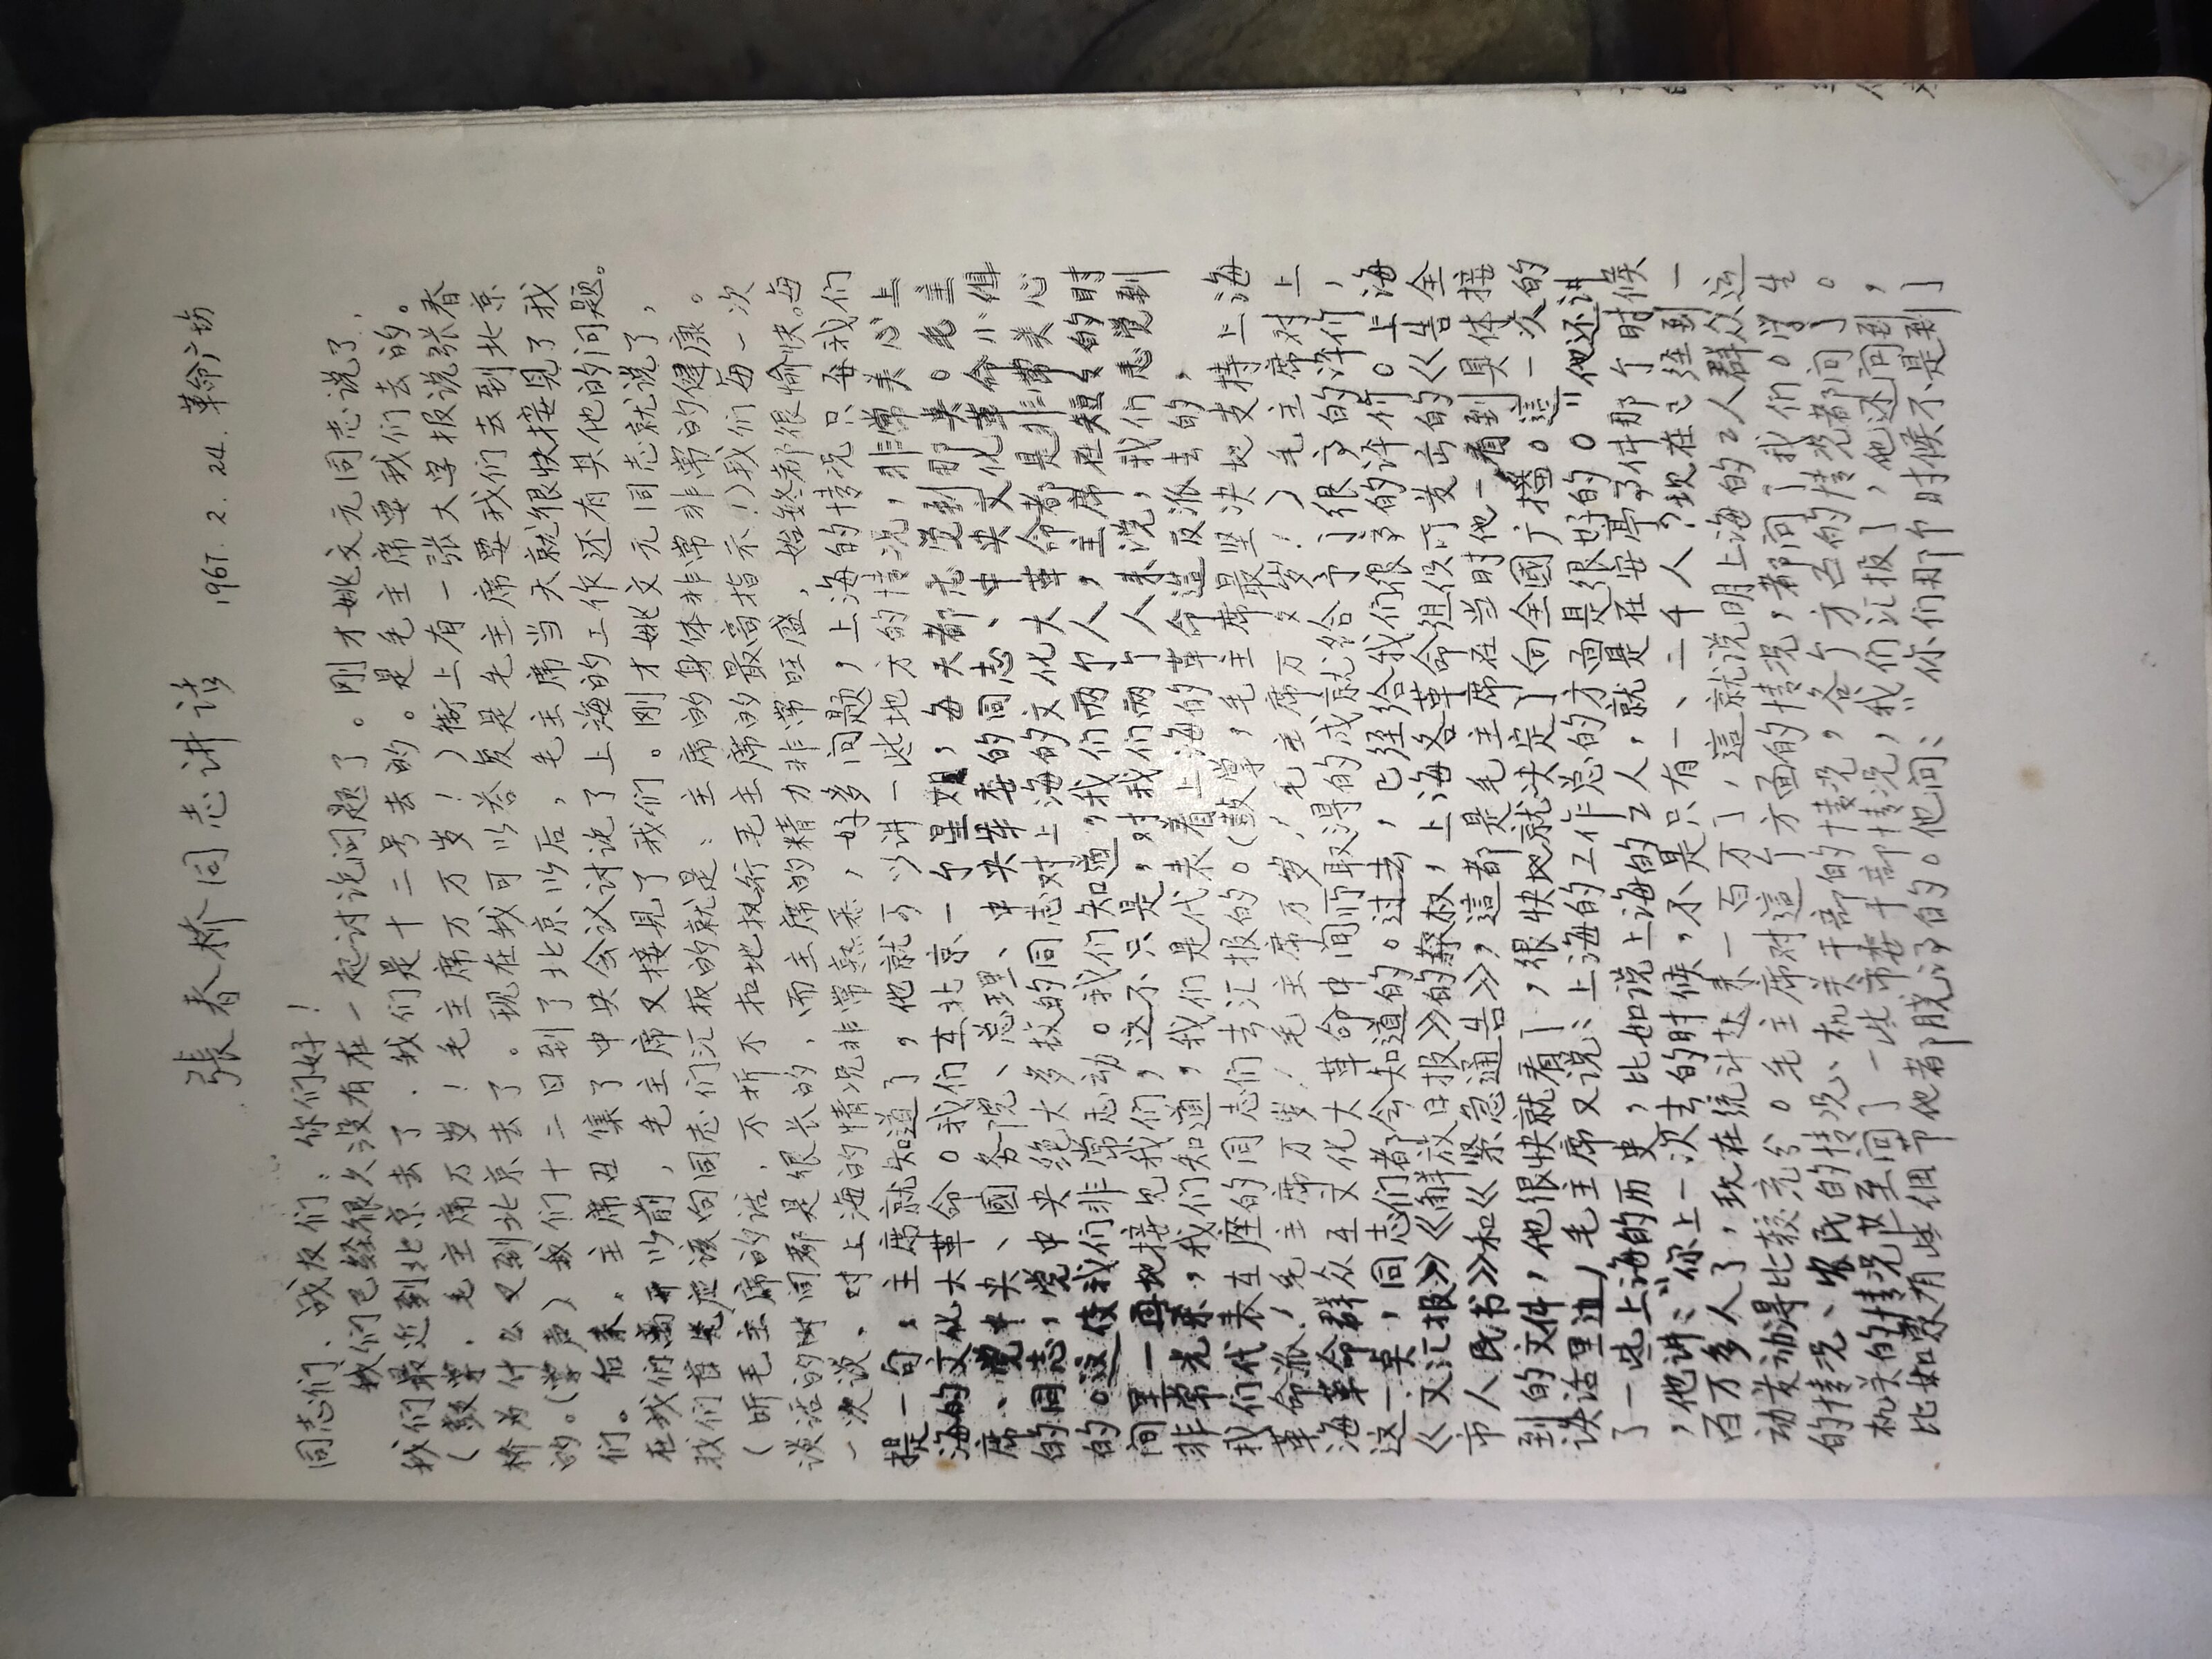 張春桥同志讲话 1967.2.24.革命广场
同志们、战友们：你们好！
我们已经很久没有在一起讨论问题了。刚才姚文元同志说了，
我们最近到北京去了．我们是十二号去的。是毛主席要我们去的。
（鼓掌．毛主席万岁！毛主席万万岁！）街上有一张大字报说张春
桥为什么又到北京去了。现在我可以答复是毛主席要我们去到北京
的。（掌声）我们十二日到了北京以后，毛主席当天就很快接见了我
们。后来，主席召集了中央会议讨论了上海的工作还有其他的问题。
在我们离开以前，毛主席又接见了我们。刚才姚文元同志就说了，
我们首先应该向同志们汇报的就是：主席的身体非常非常的健康。
（听毛主席的话，不折不扣地执行毛主席的最高指示！）我们每一次
谈话的时间都是很长的，而主席的精力非常旺盛，始終都很愉快。每
一次谈、对上海的情况非常熟悉，好多问题，上海的情况只要我们
提一句，主席就知道了，他就可以讲一些地方的情况，非常关心上
海的文化大革命。我们在北京一个星期，每天都感觉到那点。毛主
席、党中央、國务院、总理、中央军委的同志、中央文化革命小组
的同志，党中央绝大多数的同志对上海的文化大革命都是非常关心
的。这使我们非常感动。我们知道，我们两个人，主席在短短的时
间里一再地接见我们，这不只是，对我们两个人来说，我们感觉到
非常光荣，我们知道，我们是代表着上海的革命造反派去的，
我们代表在座的同志们去汇报的。（鼓掌，毛主席最坚决地支持上海
革命派！毛主席万岁！毛主席万岁！毛主席万万岁！）毛主席对上
海革命群众在文化大革命中间所取得的成就给予了很高的评价，
这一点，同志们都会知道的。过去，已经给我们很高的评价。上海
《文汇报》《解放日报》的夺权，上海各革命组织所发出的《告全
市人民书》和《紧急通告》，這都是毛主席在当时他一看到具体接
到的文件，他很快就看了，很快地就决定了向全國广播。這一次的
谈话里边，毛主席又说：上海的工作总的方面是很好的。"他还讲
了一些上海的历史，比如说上海的工人，就是在安亭事件那个时候
，他讲："你上一次去的时候，不是只有一、二千人？现在已经到一
百万多人了，现在统计起来一百万了，這就说明上海的工人群众运
动发动得比较充分。毛主席对這个方面的情况，都问了我们。学生
的情况、农民的情况、机关干部的情况，各个方面的情况都问了。
机关的情况甚至问了一些市委干部情况，我们汇报了，他还问到，
比如 有些细节他都晓得的。他问："你们那个时候不是到了